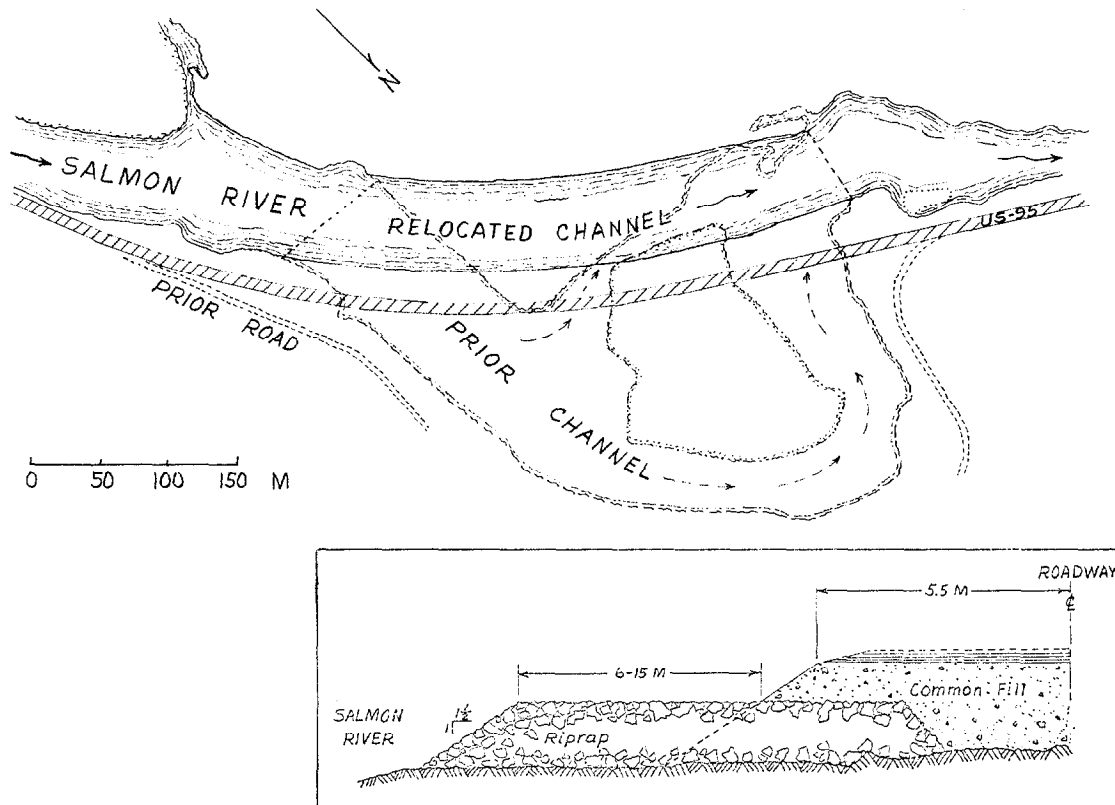 N
SALMON RIVER
RELOCATED CHANNEL
US-95
PRIOR ROAD
PRIOR CHANNEL
0 50 100 150 M
ROADWAY
℄
5.5 M
6-15 M
Common Fill
SALMON
RIVER
1½
1
Riprap